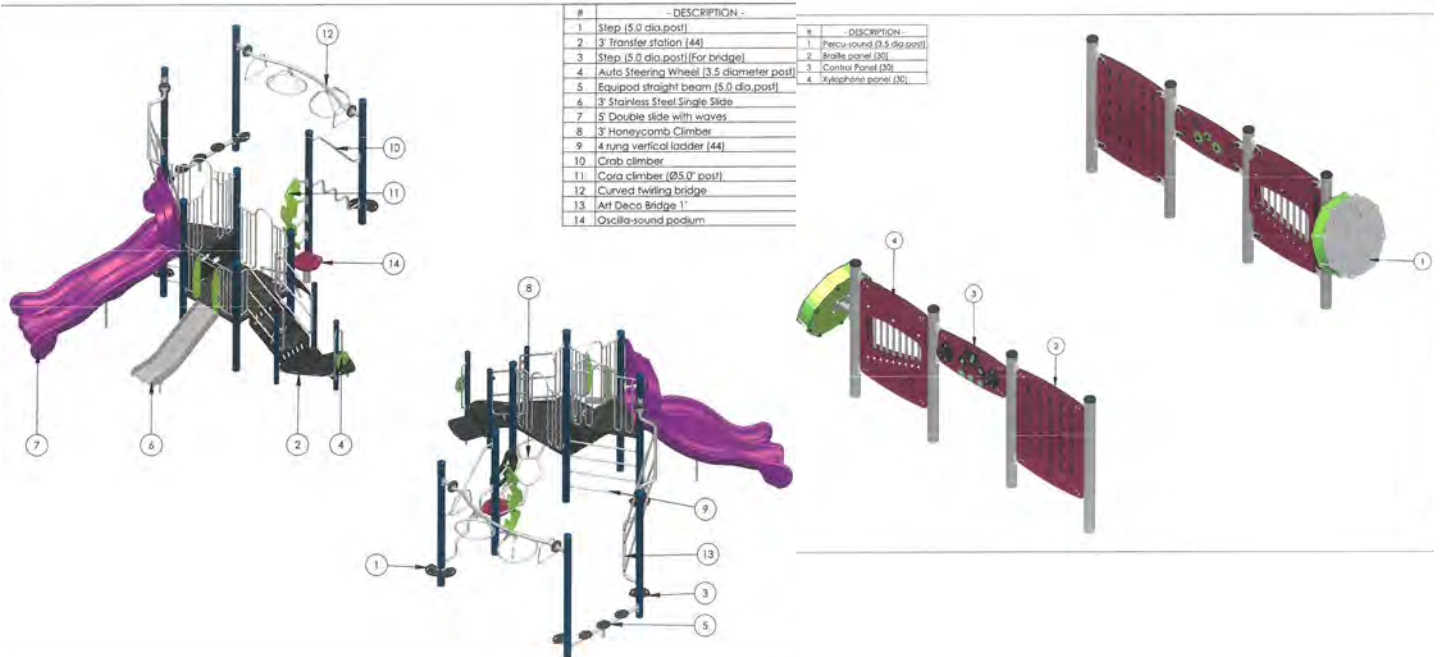 # - DESCRIPTION -
1 Step (5.0 dia.post)
2 3' Transfer station (44)
3 Step (5.0 dia.post)(For bridge)
4 Auto Steering Wheel (3.5 diameter post)
5 Equipod straight beam (5.0 dia.post)
6 3' Stainless Steel Single Slide
7 5' Double slide with waves
8 3' Honeycomb Climber
9 4 rung vertical ladder (44)
10 Crab climber
11 Cora climber (Ø5.0" post)
12 Curved twirling bridge
13 Art Deco Bridge 1'
14 Oscilla-sound podium
# - DESCRIPTION -
1 Percu-sound (3.5 dia.post)
2 Braille panel (30)
3 Control Panel (30)
4 Xylophone panel (30)
12
10
11
14
7
6
2
4
8
9
13
1
3
5
1
4
3
2